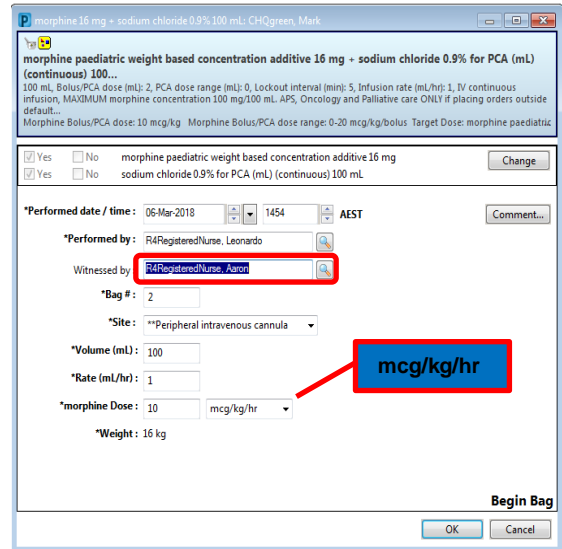 morphine 16 mg + sodium chloride 0.9% 100 mL: CHQgreen, Mark
morphine paediatric weight based concentration additive 16 mg + sodium chloride 0.9% for PCA (mL)
(continuous) 100...
100 mL, Bolus/PCA dose (mL): 2, PCA dose range (mL): 0, Lockout interval (min): 5, Infusion rate (mL/hr): 1, IV continuous
infusion, MAXIMUM morphine concentration 100 mg/100 mL. APS, Oncology and Palliative care ONLY if placing orders outside
default...
Morphine Bolus/PCA dose: 10 mcg/kg Morphine Bolus/PCA dose range: 0-20 mcg/kg/bolus Target Dose: morphine paediatric
Yes No morphine paediatric weight based concentration additive 16 mg
Change
Yes No sodium chloride 0.9% for PCA (mL) (continuous) 100 mL
*Performed date / time : 06-Mar-2018 1454 AEST Comment...
*Performed by : R4RegisteredNurse, Leonardo
Witnessed by : R4RegisteredNurse, Aaron
*Bag # : 2
*Site : **Peripheral intravenous cannula
*Volume (mL) : 100
mcg/kg/hr
*Rate (mL/hr) : 1
*morphine Dose : 10 mcg/kg/hr
*Weight : 16 kg
Begin Bag
OK Cancel